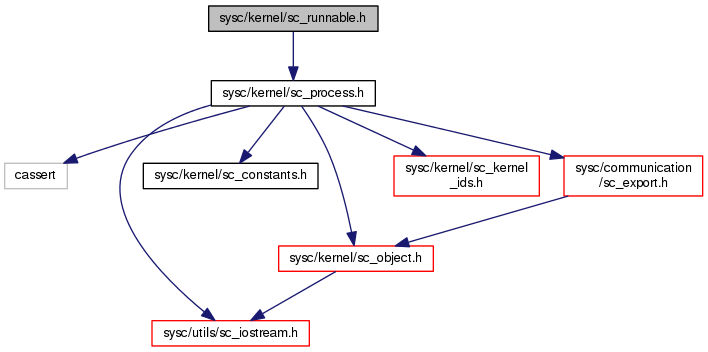 sysc/kernel/sc_runnable.h
sysc/kernel/sc_process.h
cassert
sysc/kernel/sc_constants.h
sysc/kernel/sc_kernel
_ids.h
sysc/communication
/sc_export.h
sysc/kernel/sc_object.h
sysc/utils/sc_iostream.h